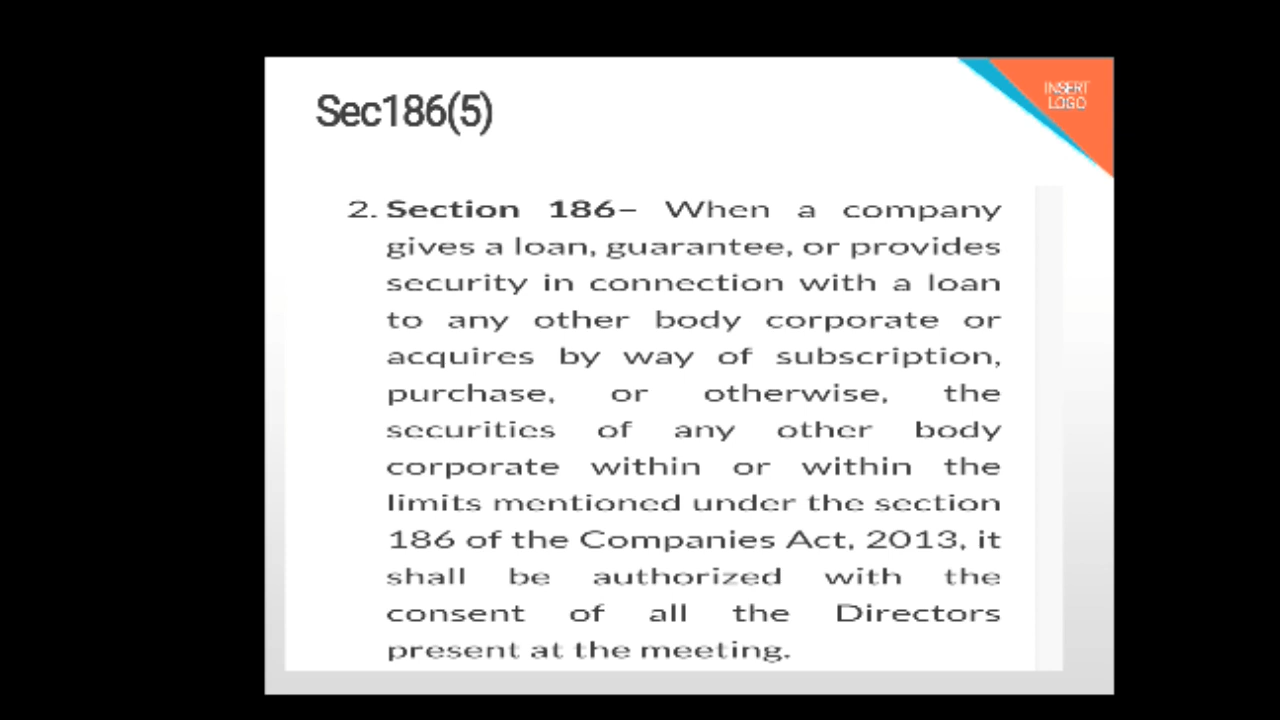 Sec186(5)
INSERT
LOGO
2. Section 186– When a company
gives a loan, guarantee, or provides
security in connection with a loan
to any other body corporate or
acquires by way of subscription,
purchase, or otherwise, the
securities of any other body
corporate within or within the
limits mentioned under the section
186 of the Companies Act, 2013, it
shall be authorized with the
consent of all the Directors
present at the meeting.